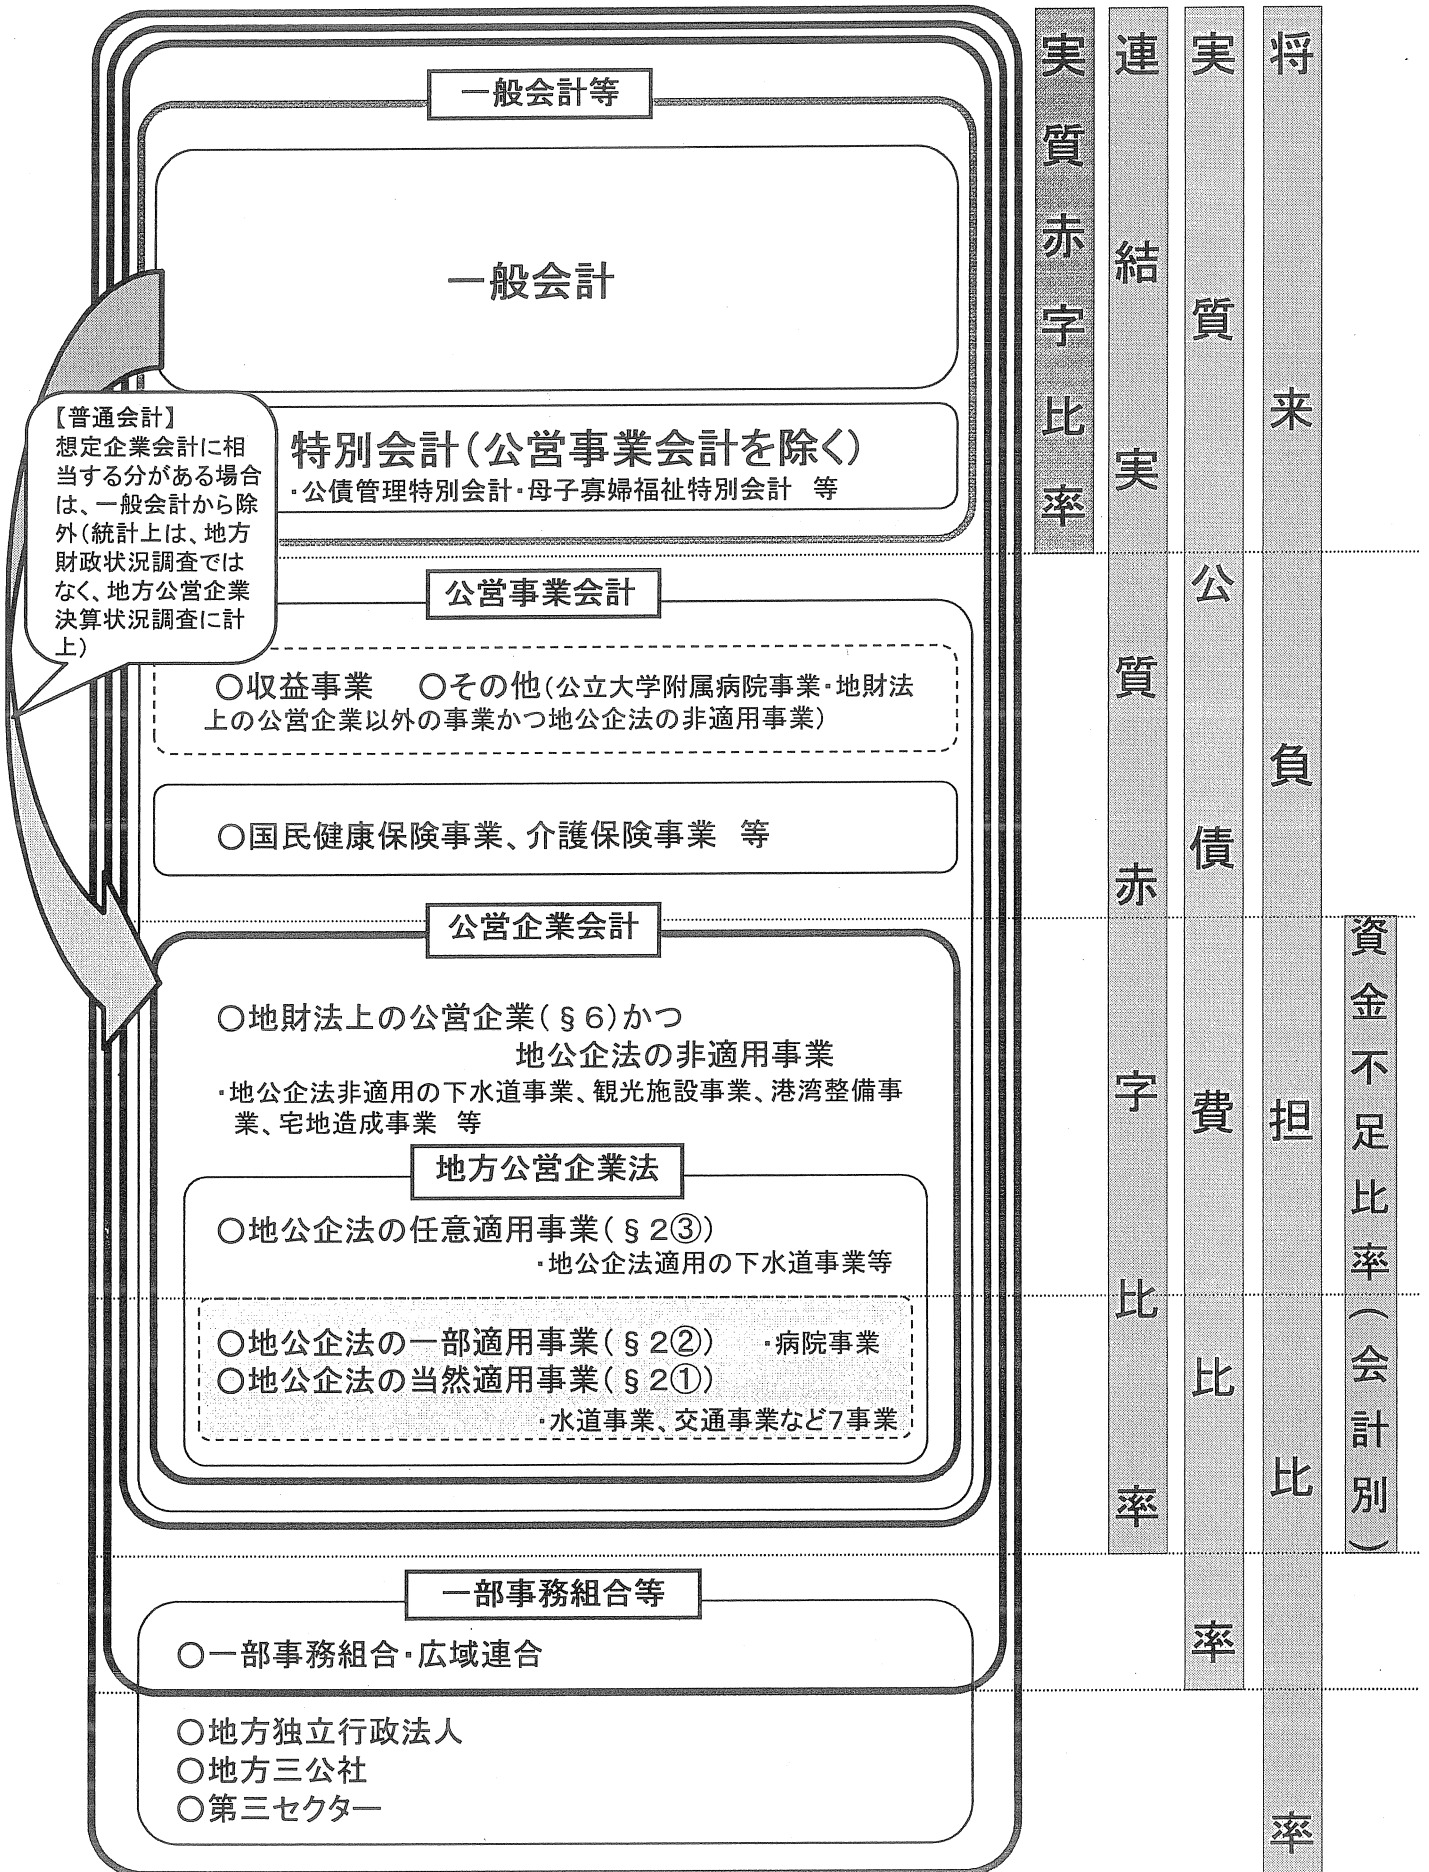 一般会計等
一般会計
【普通会計】
想定企業会計に相
当する分がある場合
は、一般会計から除
外(統計上は、地方
財政状況調査では
なく、地方公営企業
決算状況調査に計
上)
特別会計(公営事業会計を除く)
・公債管理特別会計・母子寡婦福祉特別会計 等
公営事業会計
○収益事業 ○その他(公立大学附属病院事業・地財法
上の公営企業以外の事業かつ地公企法の非適用事業)
○国民健康保険事業、介護保険事業 等
公営企業会計
○地財法上の公営企業(§6)かつ
地公企法の非適用事業
・地公企法非適用の下水道事業、観光施設事業、港湾整備事
業、宅地造成事業 等
地方公営企業法
○地公企法の任意適用事業(§2③)
・地公企法適用の下水道事業等
○地公企法の一部適用事業(§2②) ・病院事業
○地公企法の当然適用事業(§2①)
・水道事業、交通事業など7事業
一部事務組合等
○一部事務組合・広域連合
○地方独立行政法人
○地方三公社
○第三セクター
実質赤字比率
連結実質赤字比率
実質公債費比率
将来負担比率
資金不足比率(会計別)